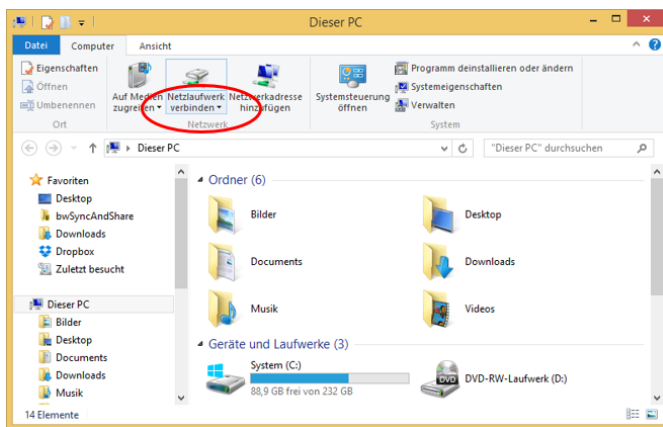 Dieser PC
Datei Computer Ansicht
Eigenschaften
Öffnen
Umbenennen
Ort
Auf Medien
zugreifen
Netzlaufwerk
verbinden
Netzwerkadresse
hinzufügen
Netzwerk
Systemsteuerung
öffnen
Programm deinstallieren oder ändern
Systemeigenschaften
Verwalten
System
Dieser PC
"Dieser PC" durchsuchen
Favoriten
Desktop
bwSyncAndShare
Downloads
Dropbox
Zuletzt besucht
Dieser PC
Bilder
Desktop
Documents
Downloads
Musik
Ordner (6)
Bilder
Desktop
Documents
Downloads
Musik
Videos
Geräte und Laufwerke (3)
System (C:)
88,9 GB frei von 232 GB
DVD
DVD-RW-Laufwerk (D:)
14 Elemente